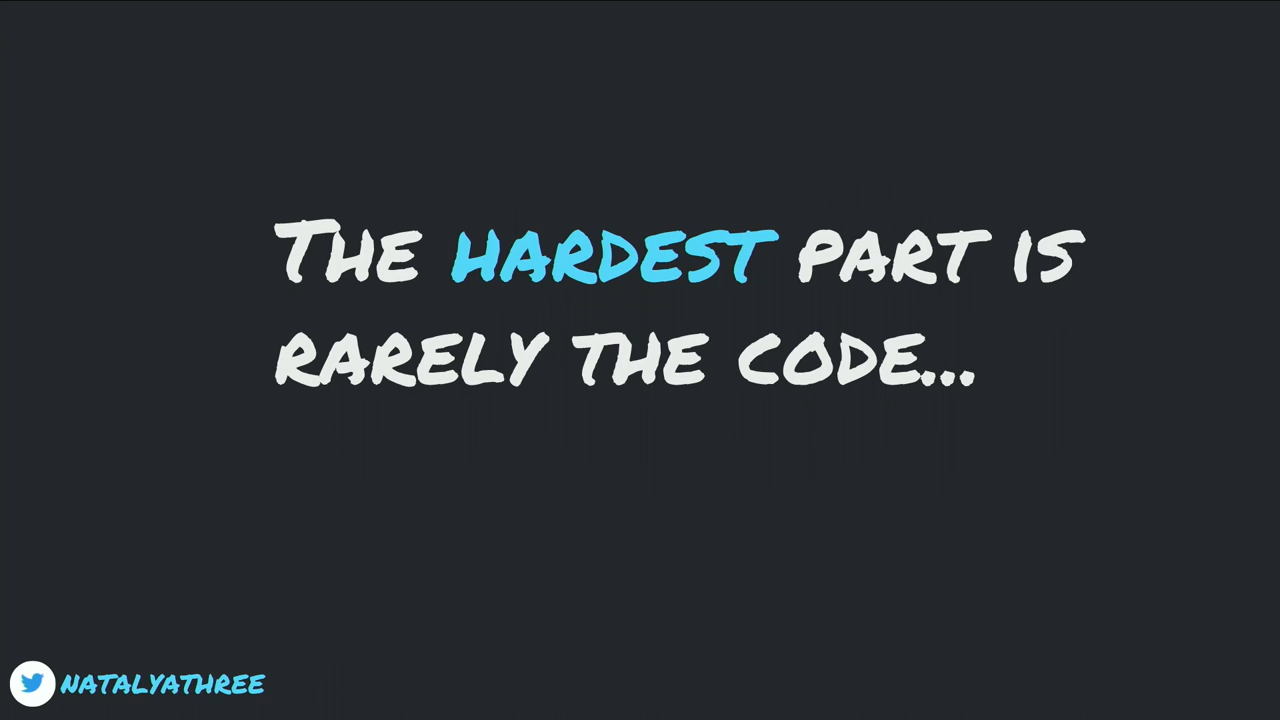 THE HARDEST PART IS
RARELY THE CODE...
NATALYATHREE